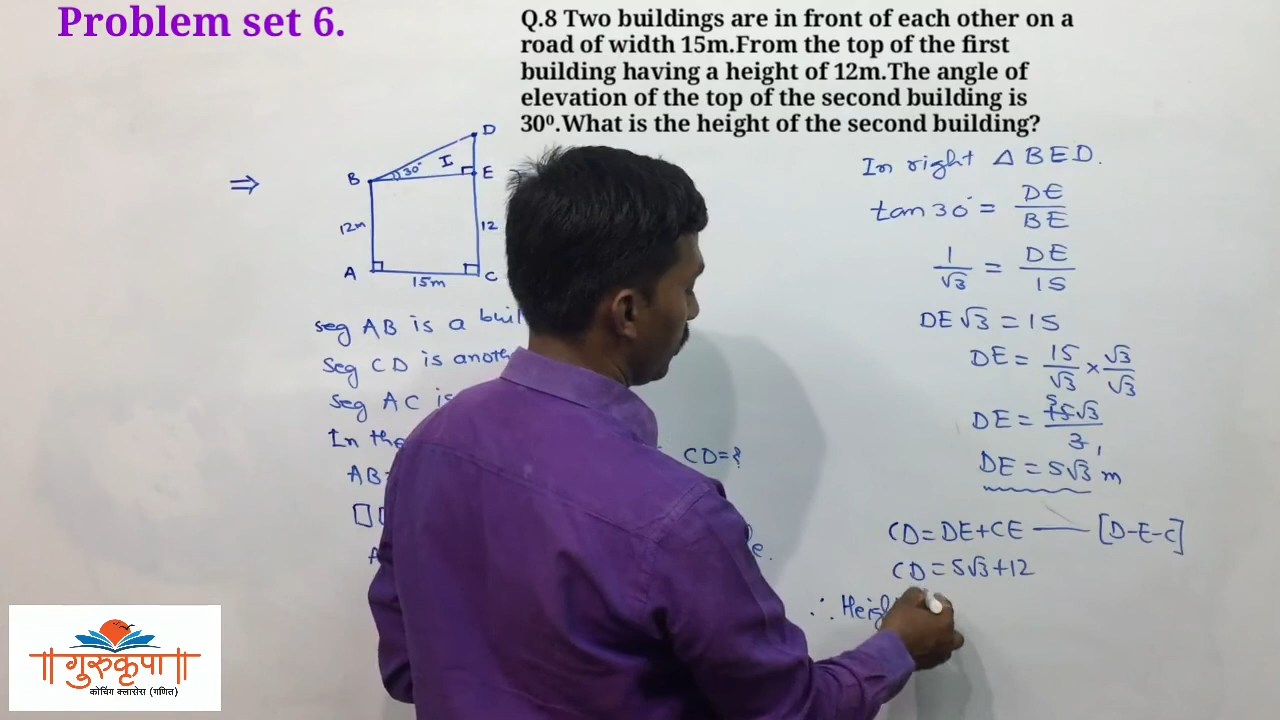 Problem set 6.
Q.8 Two buildings are in front of each other on a
road of width 15m.From the top of the first
building having a height of 12m.The angle of
elevation of the top of the second building is
30⁰.What is the height of the second building?
⇒
D
B 30° I E
12m 12
A C
15m
seg AB is a
seg CD is
seg AC is
In the
CD=?
In right △ BED.
tan 30° = DE/BE
1/√3 = DE/15
DE√3 = 15
DE = 15/√3 × √3/√3
DE = 15√3/3
DE = 5√3 m
CD = DE+CE —— [D-E-C]
CD = 5√3+12
∴
॥गुरुकृपा॥
कोचिंग क्लासेस (गणित)